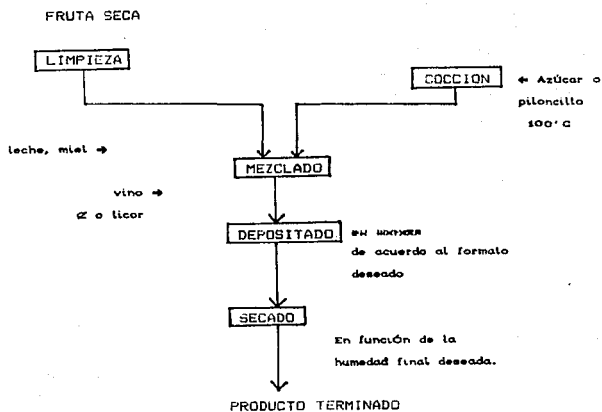 FRUTA SECA
LIMPIEZA
COCCION
← Azúcar o
piloncillo
100°C
leche, miel →
MEZCLADO
vino →
o licor
DEPOSITADO
de acuerdo al formato
deseado
SECADO
En función de la
humedad final deseada.
PRODUCTO TERMINADO